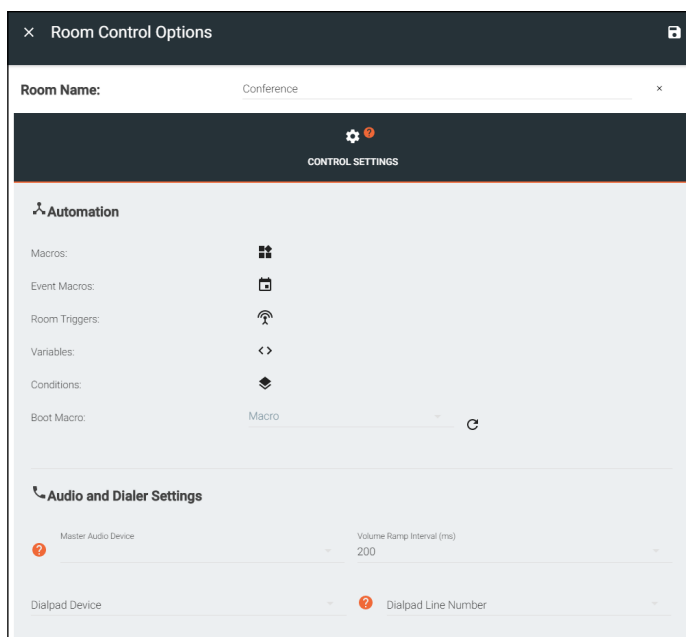 Room Control Options
Room Name: Conference
CONTROL SETTINGS
Automation
Macros:
Event Macros:
Room Triggers:
Variables:
Conditions:
Boot Macro: Macro
Audio and Dialer Settings
Master Audio Device Volume Ramp Interval (ms)
200
Dialpad Device Dialpad Line Number